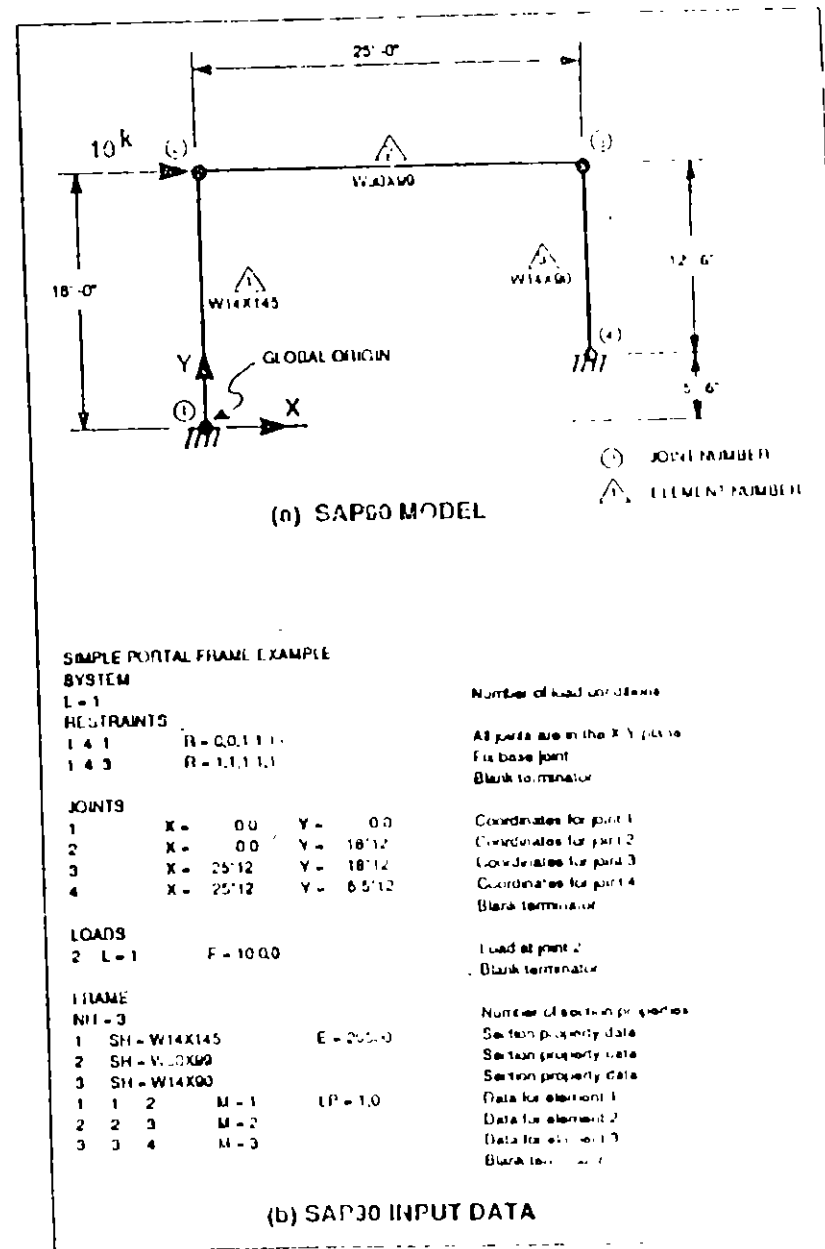 25'-0"
10 k
W30X99
18'-0"
W14X145
W14X90
12'-6"
Y
GLOBAL ORIGIN
X
5'-6"
JOINT NUMBER
ELEMENT NUMBER
(a) SAP90 MODEL
SIMPLE PORTAL FRAME EXAMPLE
SYSTEM
L = 1 Number of load conditions
RESTRAINTS
1 4 1 R = 0,0,1,1,1, All joints are in the X Y plane
1 4 3 R = 1,1,1,1,1 Fix base joint
Blank terminator
JOINTS
1 X = 0.0 Y = 0.0 Coordinates for joint 1
2 X = 0.0 Y = 18*12 Coordinates for joint 2
3 X = 25*12 Y = 18*12 Coordinates for joint 3
4 X = 25*12 Y = 5.5*12 Coordinates for joint 4
Blank terminator
LOADS
2 L = 1 F = 10,0,0 Load at joint 2
Blank terminator
FRAME
NM = 3 Number of section properties
1 SH = W14X145 E = Section property data
2 SH = W30X99 Section property data
3 SH = W14X90 Section property data
1 1 2 M = 1 LP = 1,0 Data for element 1
2 2 3 M = 2 Data for element 2
3 3 4 M = 3 Data for element 3
Blank
(b) SAP90 INPUT DATA